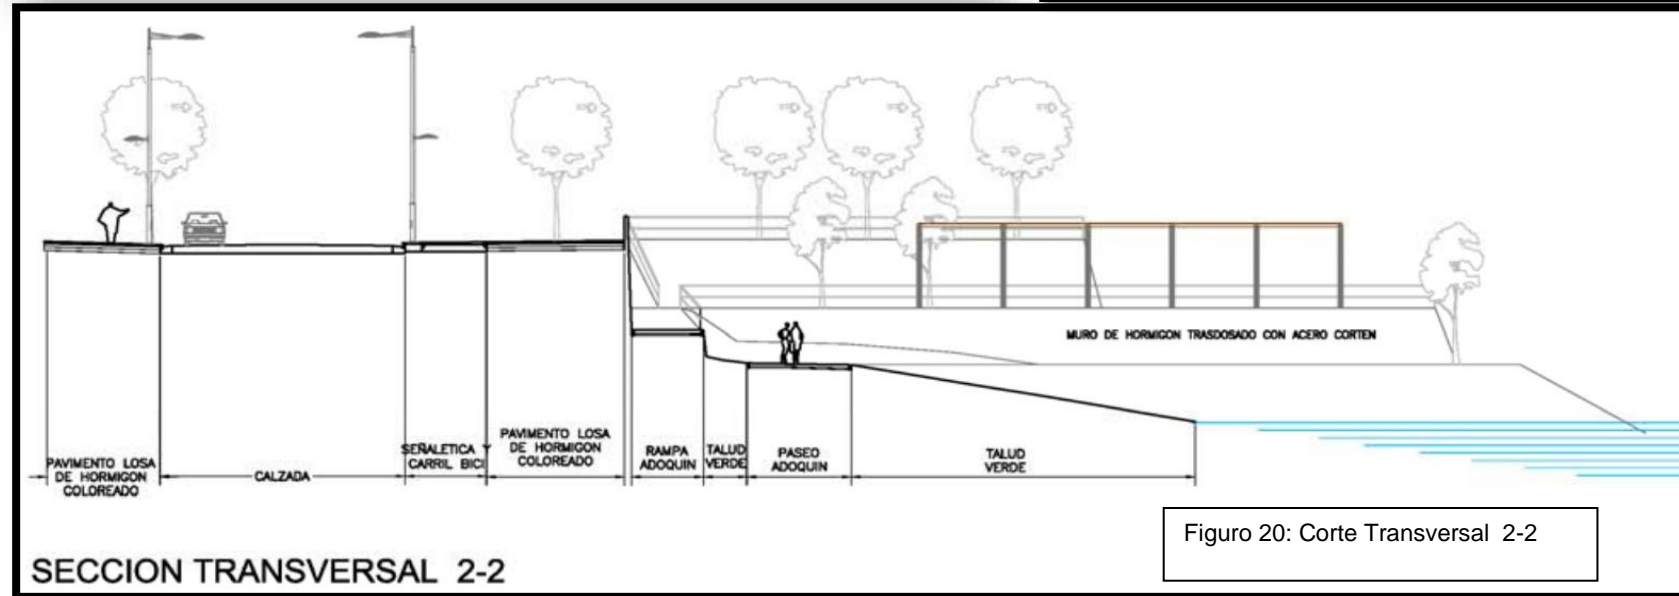 MURO DE HORMIGON TRASDOSADO CON ACERO CORTEN
PAVIMENTO LOSA
DE HORMIGON
COLOREADO
CALZADA
SEÑALETICA Y
CARRIL BICI
PAVIMENTO LOSA
DE HORMIGON
COLOREADO
RAMPA
ADOQUIN
TALUD
VERDE
PASEO
ADOQUIN
TALUD
VERDE
Figuro 20: Corte Transversal 2-2
SECCION TRANSVERSAL 2-2